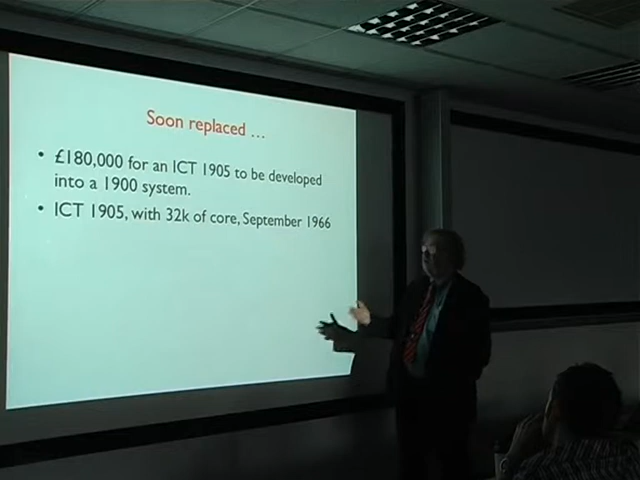 Soon replaced ...
• £180,000 for an ICT 1905 to be developed
into a 1900 system.
• ICT 1905, with 32k of core, September 1966